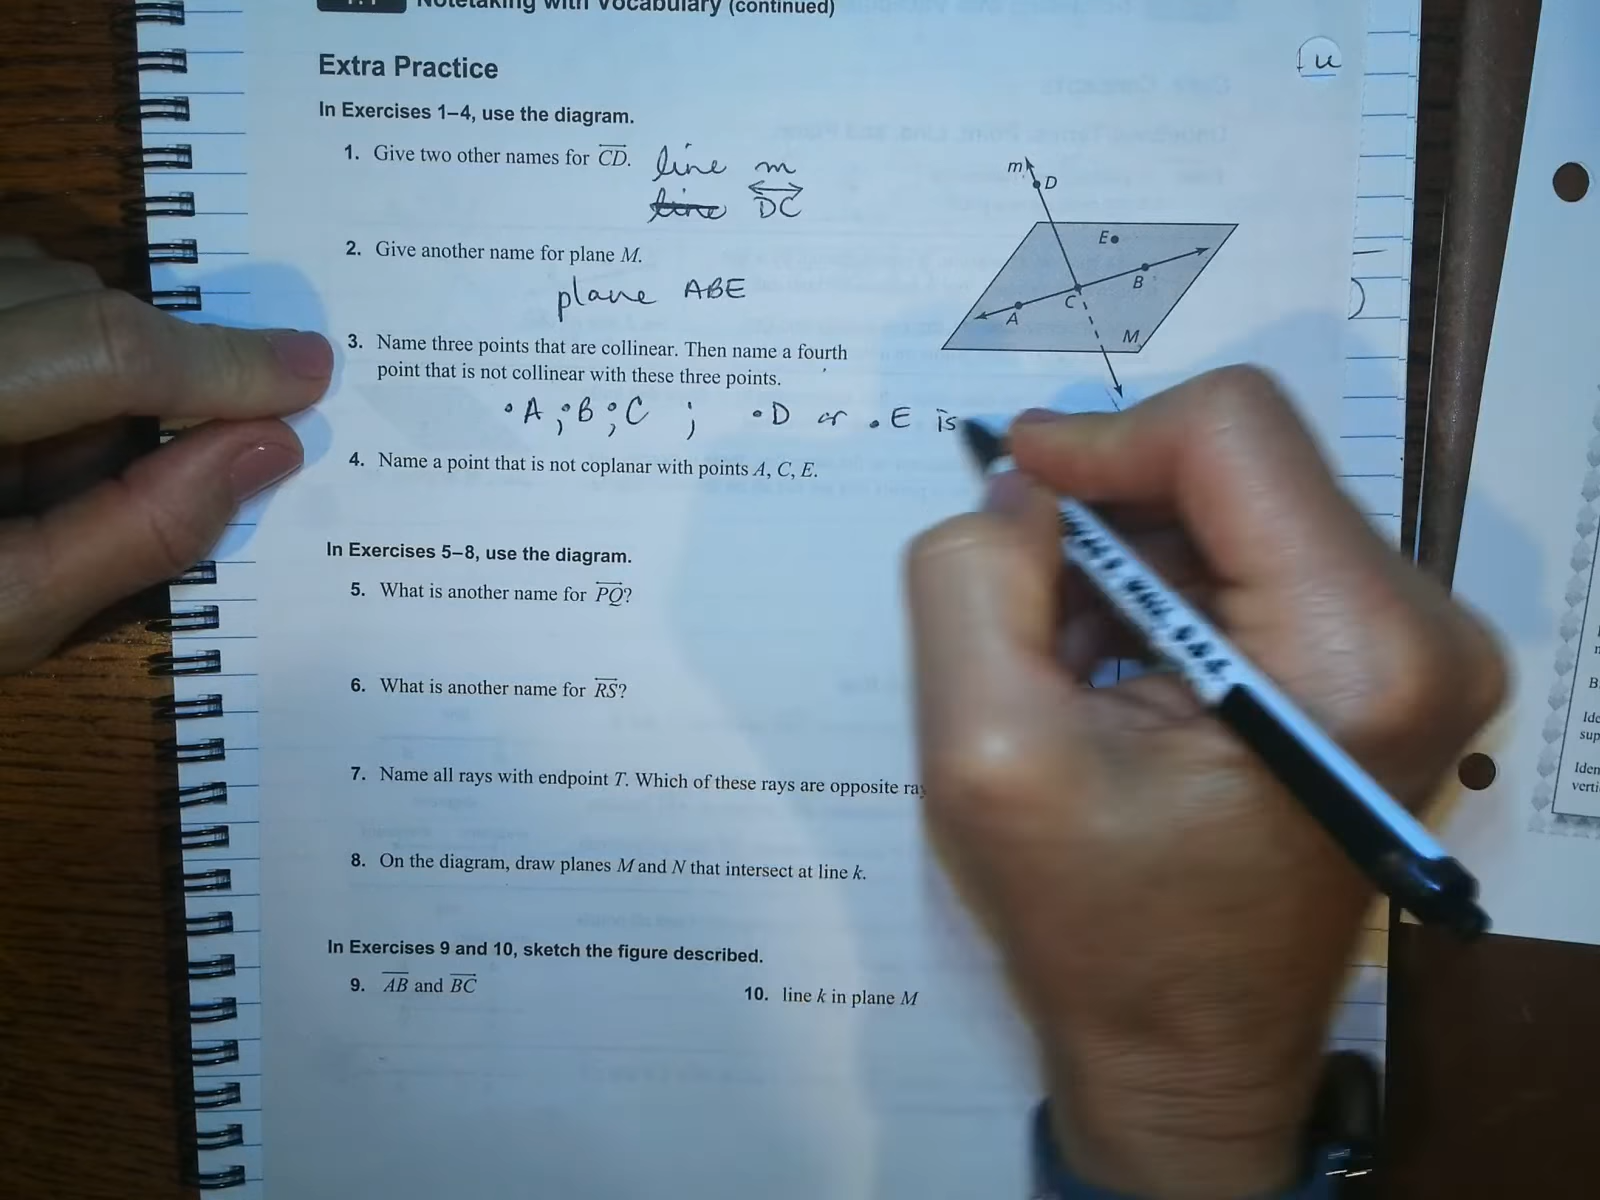 Notetaking with Vocabulary (continued)
Extra Practice
In Exercises 1–4, use the diagram.
1. Give two other names for CD. line m
line DC
2. Give another name for plane M.
plane ABE
3. Name three points that are collinear. Then name a fourth
point that is not collinear with these three points.
•A ; •B ; •C ; •D or •E is
4. Name a point that is not coplanar with points A, C, E.
m
D
E
B
C
A
M
In Exercises 5–8, use the diagram.
5. What is another name for PQ?
6. What is another name for RS?
7. Name all rays with endpoint T. Which of these rays are opposite
8. On the diagram, draw planes M and N that intersect at line k.
In Exercises 9 and 10, sketch the figure described.
9. AB and BC
10. line k in plane M